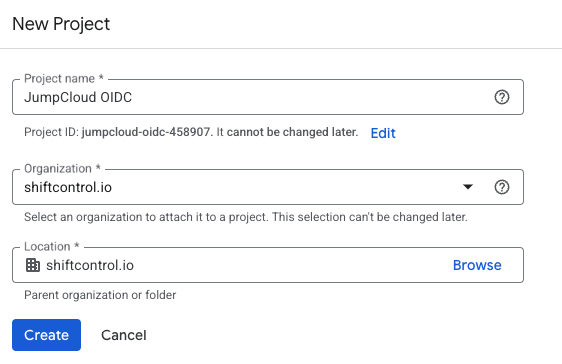 New Project
Project name *
JumpCloud OIDC
Project ID: jumpcloud-oidc-458907. It cannot be changed later. Edit
Organization *
shiftcontrol.io
Select an organization to attach it to a project. This selection can't be changed later.
Location *
shiftcontrol.io Browse
Parent organization or folder
Create Cancel